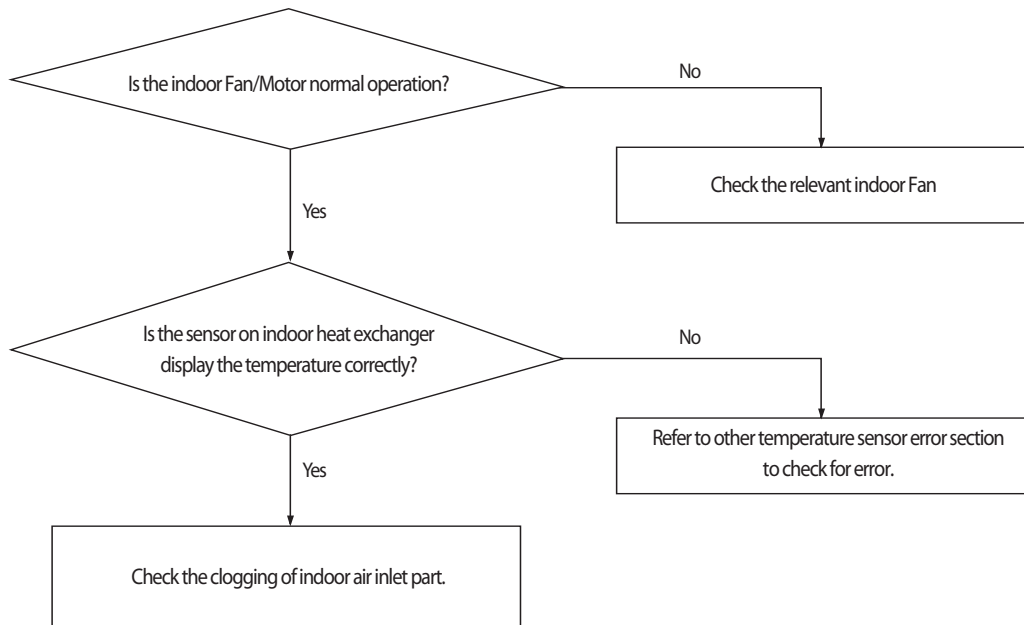 Is the indoor Fan/Motor normal operation?
No
Check the relevant indoor Fan
Yes
Is the sensor on indoor heat exchanger
display the temperature correctly?
No
Refer to other temperature sensor error section
to check for error.
Yes
Check the clogging of indoor air inlet part.